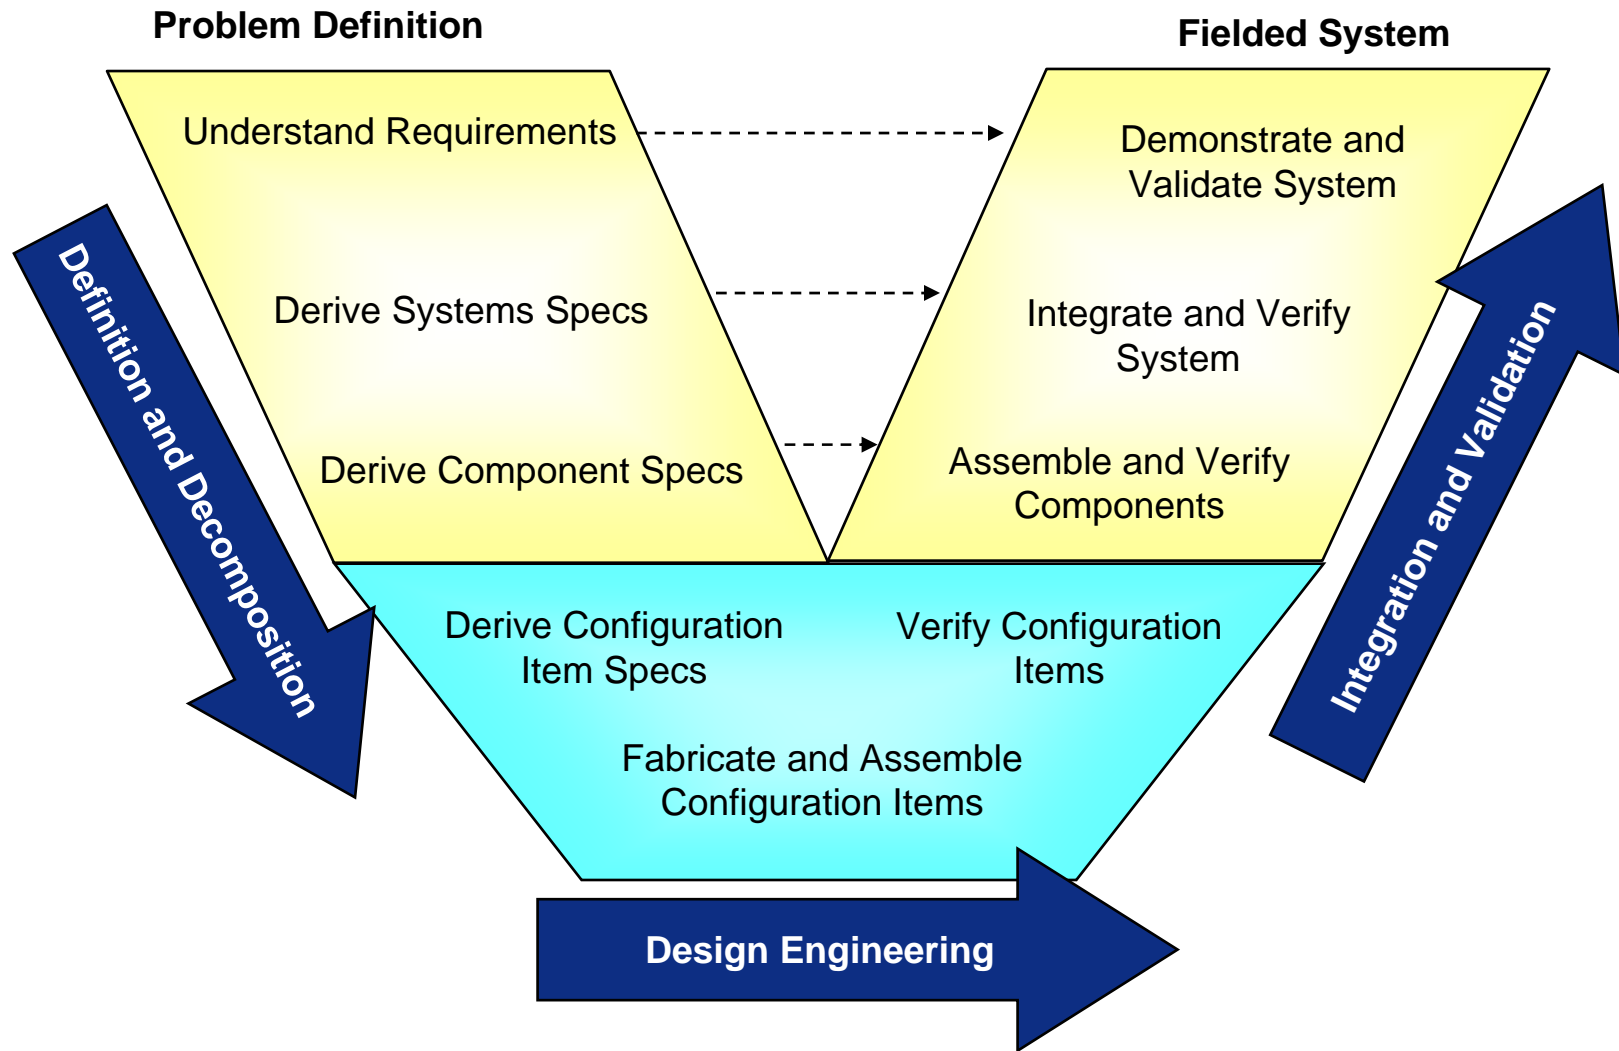 Problem Definition
Fielded System
Understand Requirements
Demonstrate and
Validate System
Derive Systems Specs
Integrate and Verify
System
Derive Component Specs
Assemble and Verify
Components
Definition and Decomposition
Integration and Validation
Derive Configuration
Item Specs
Verify Configuration
Items
Fabricate and Assemble
Configuration Items
Design Engineering